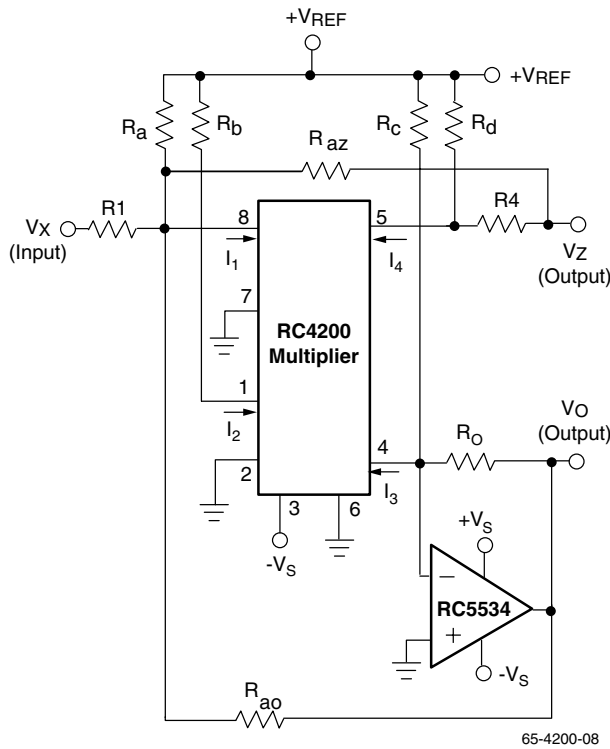 +VREF
+VREF
Ra
Rb
Rc
Rd
Raz
R1
R4
VX
(Input)
8
5
I1
I4
VZ
(Output)
7
RC4200
Multiplier
1
I2
VO
(Output)
RO
4
2
I3
3
6
-VS
+VS
−
RC5534
+
-VS
Rao
65-4200-08